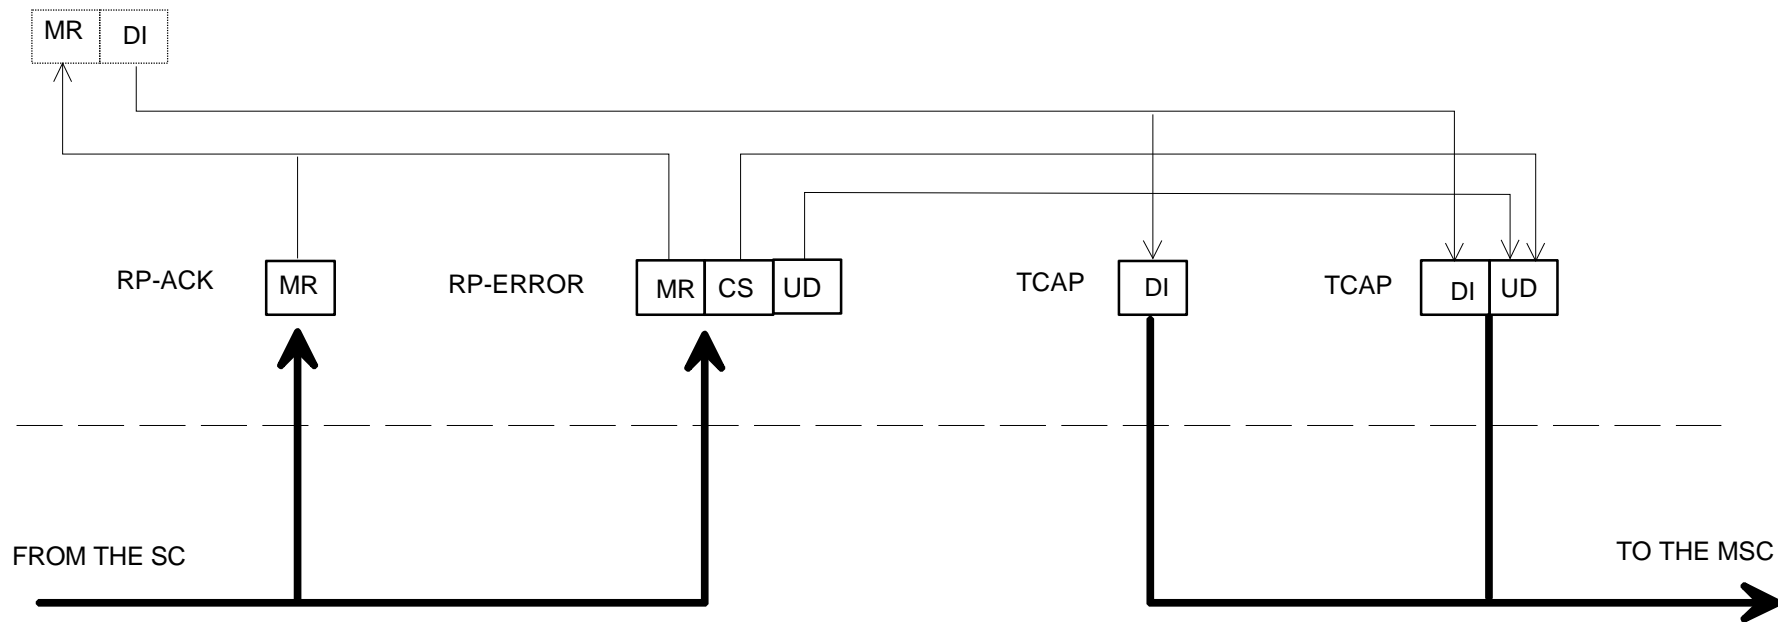 MR DI
RP-ACK MR RP-ERROR MR CS UD TCAP DI TCAP DI UD
FROM THE SC TO THE MSC